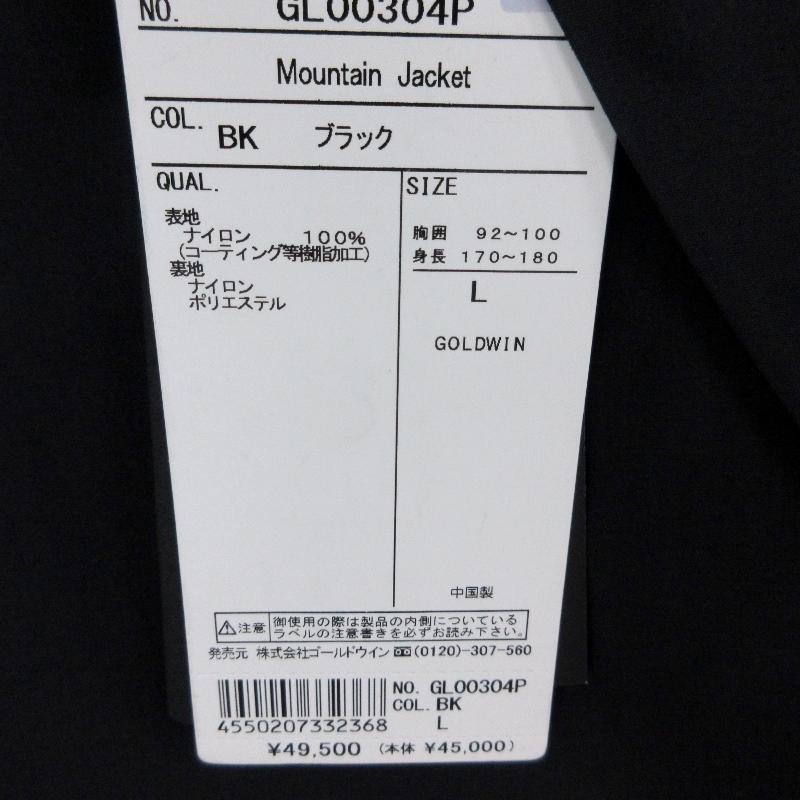 NO. GL00304P
Mountain Jacket
COL. BK ブラック
QUAL.
表地
ナイロン 100%
(コーティング等樹脂加工)
裏地
ナイロン
ポリエステル
SIZE
胸囲 92~100
身長 170~180
L
GOLDWIN
中国製
注意 御使用の際は製品の内側についている
ラベルの注意書きを必ずお読み下さい。
発売元 株式会社ゴールドウイン (0120)-307-560
NO. GL00304P
COL. BK
4550207332368 L
¥49,500 (本体 ¥45,000)